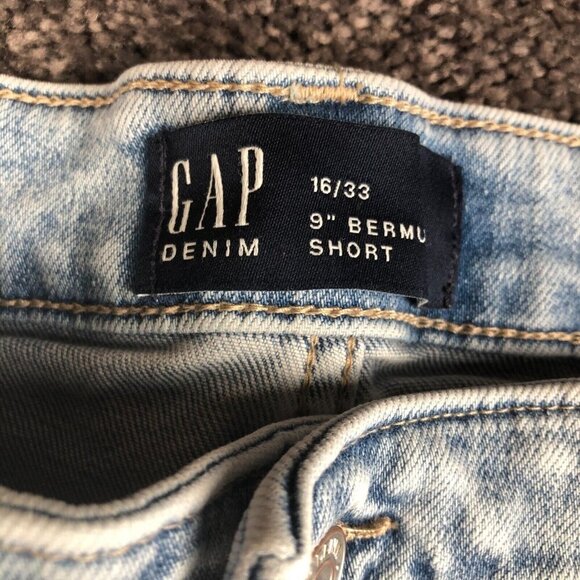 GAP
DENIM
16/33
9" BERMU
SHORT